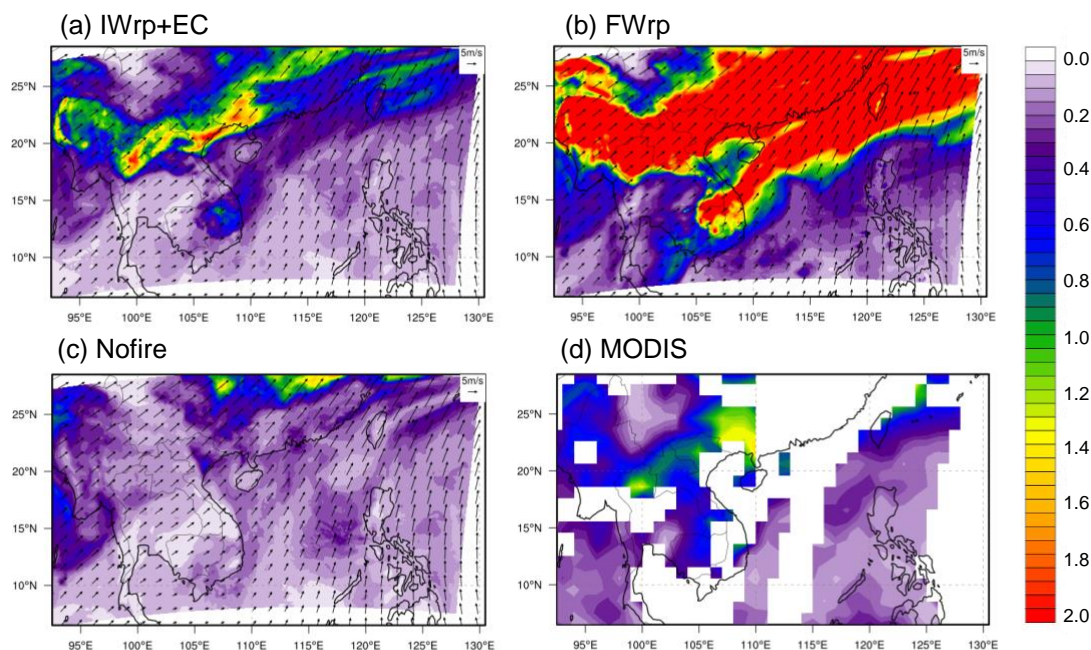 (a) IWrp+EC
(b) FWrp
5m/s
5m/s
25°N
20°N
15°N
10°N
95°E 100°E 105°E 110°E 115°E 120°E 125°E 130°E
25°N
20°N
15°N
10°N
95°E 100°E 105°E 110°E 115°E 120°E 125°E 130°E
(c) Nofire
(d) MODIS
5m/s
25°N
20°N
15°N
10°N
95°E 100°E 105°E 110°E 115°E 120°E 125°E 130°E
25°N
20°N
15°N
10°N
95°E 100°E 105°E 110°E 115°E 120°E 125°E 130°E
0.0
0.2
0.4
0.6
0.8
1.0
1.2
1.4
1.6
1.8
2.0